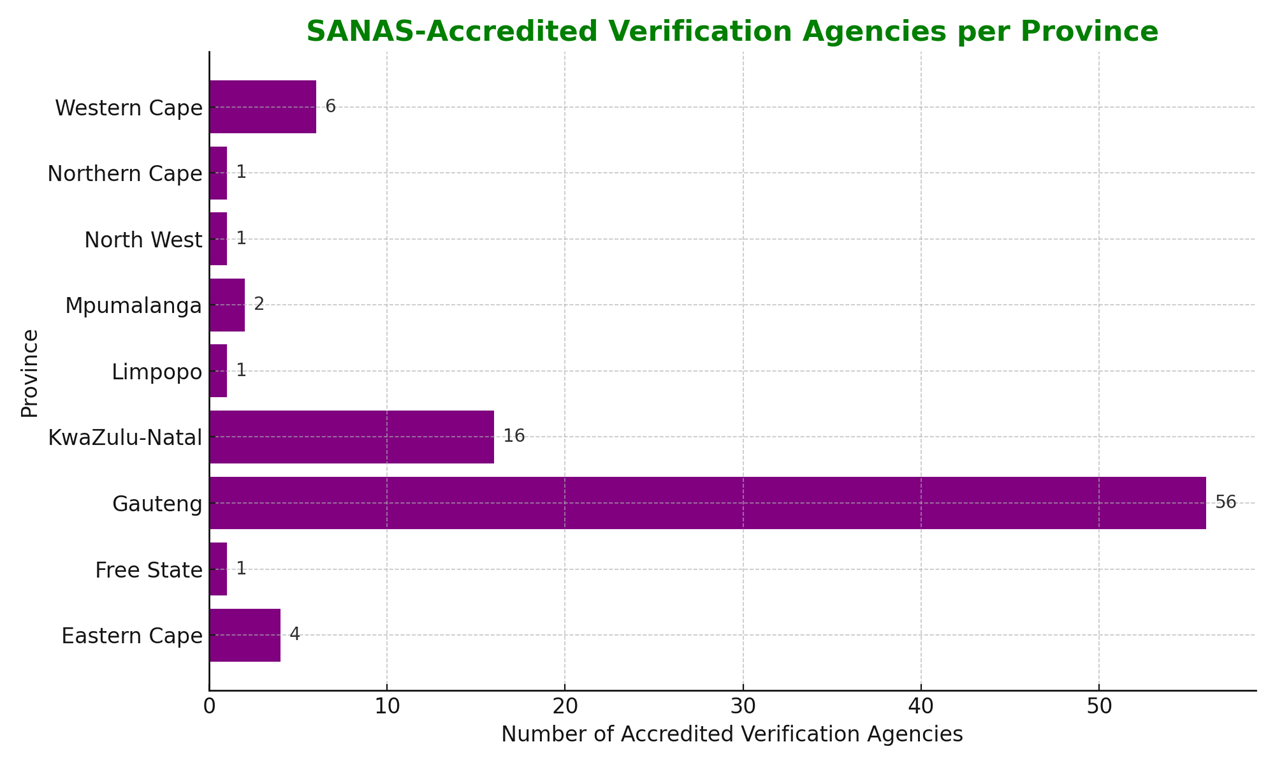 SANAS-Accredited Verification Agencies per Province
Western Cape 6
Northern Cape 1
North West 1
Mpumalanga 2
Limpopo 1
KwaZulu-Natal 16
Gauteng 56
Free State 1
Eastern Cape 4
Province
0 10 20 30 40 50
Number of Accredited Verification Agencies